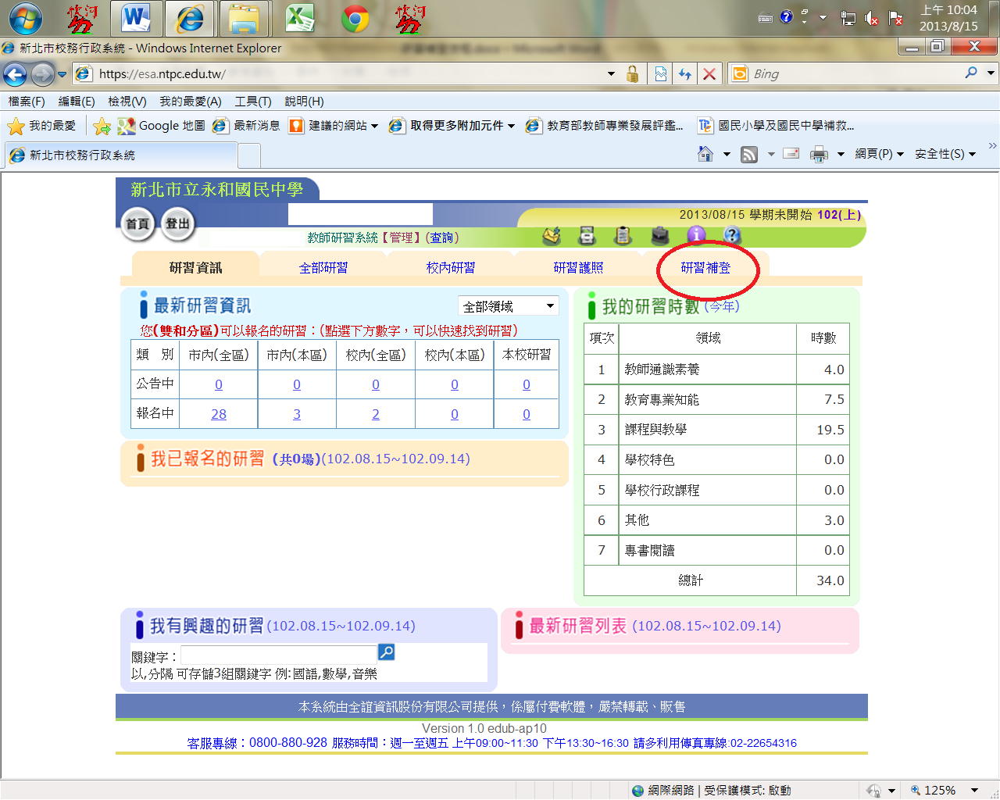 上午 10:04
2013/8/15
新北市校務行政系統 - Windows Internet Explorer
https://esa.ntpc.edu.tw/
Bing
檔案(F) 編輯(E) 檢視(V) 我的最愛(A) 工具(T) 說明(H)
我的最愛 Google 地圖 最新消息 建議的網站 取得更多附加元件 教育部教師專業發展評鑑... 國民小學及國民中學補救...
新北市校務行政系統
網頁(P) 安全性(S)
新北市立永和國民中學
2013/08/15 學期未開始 102(上)
首頁 登出
教師研習系統【管理】(查詢)
研習資訊 全部研習 校內研習 研習護照 研習補登
最新研習資訊 全部領域
您(雙和分區)可以報名的研習：(點選下方數字，可以快速找到研習)
類 別 市內(全區) 市內(本區) 校內(全區) 校內(本區) 本校研習
公告中 0 0 0 0 0
報名中 28 3 2 0 0
我已報名的研習 (共0場)(102.08.15~102.09.14)
我的研習時數 (今年)
項次 領域 時數
1 教師通識素養 4.0
2 教育專業知能 7.5
3 課程與教學 19.5
4 學校特色 0.0
5 學校行政課程 0.0
6 其他 3.0
7 專書閱讀 0.0
總計 34.0
我有興趣的研習 (102.08.15~102.09.14)
關鍵字：
以,分隔 可存儲3組關鍵字 例:國語,數學,音樂
最新研習列表 (102.08.15~102.09.14)
本系統由全誼資訊股份有限公司提供，係屬付費軟體，嚴禁轉載、販售
Version 1.0 edub-ap10
客服專線：0800-880-928 服務時間：週一至週五 上午09:00~11:30 下午13:30~16:30 請多利用傳真專線:02-22654316
網際網路 | 受保護模式: 啟動
125%